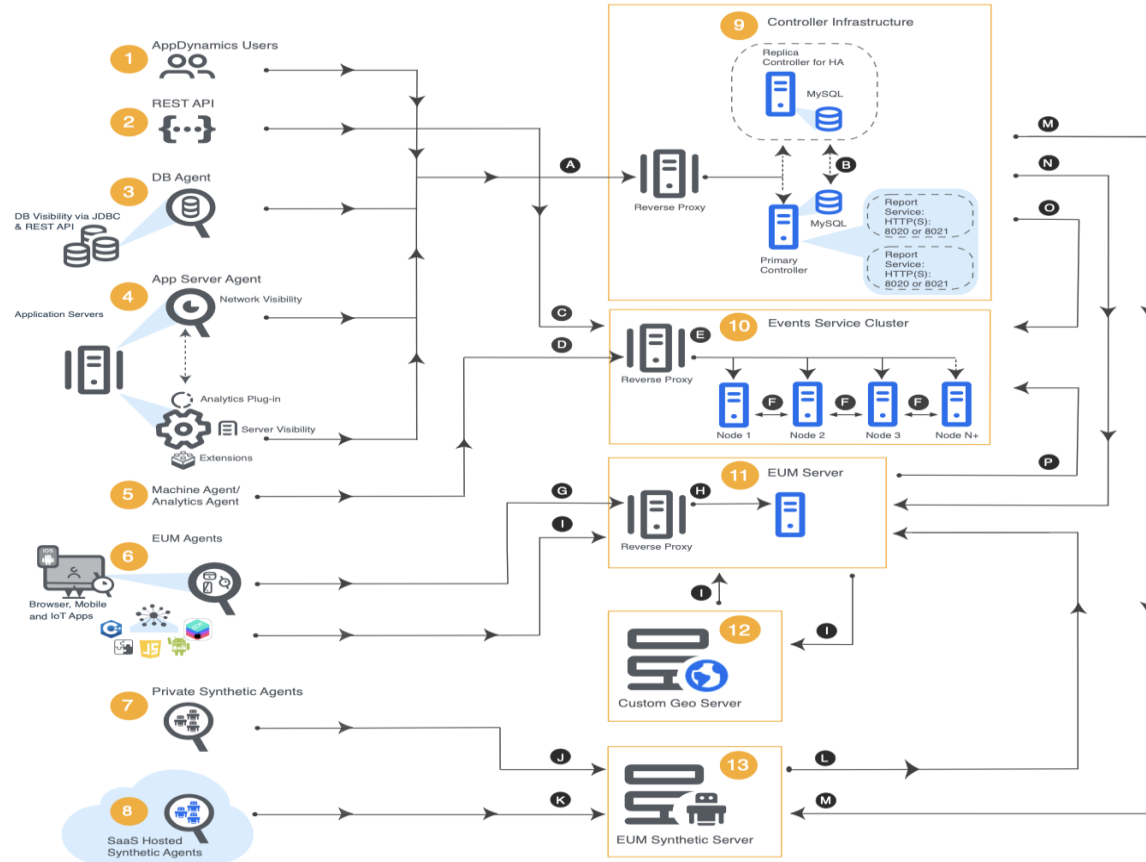 1
AppDynamics Users
2
REST API
{...}
3
DB Agent
DB Visibility via JDBC
& REST API
4
App Server Agent
Network Visibility
Application Servers
Analytics Plug-in
Server Visibility
Extensions
5
Machine Agent/
Analytics Agent
6
EUM Agents
iOS
Browser, Mobile
and IoT Apps
JS
7
Private Synthetic Agents
8
SaaS Hosted
Synthetic Agents
A
C
D
G
I
J
K
9
Controller Infrastructure
Replica
Controller for HA
MySQL
B
Reverse Proxy
MySQL
Primary
Controller
Report
Service:
HTTP(S):
8020 or 8021
Report
Service:
HTTP(S):
8020 or 8021
10
Events Service Cluster
E
Reverse Proxy
F
F
F
Node 1
Node 2
Node 3
Node N+
11
EUM Server
H
Reverse Proxy
I
I
12
Custom Geo Server
13
EUM Synthetic Server
M
N
O
P
L
M